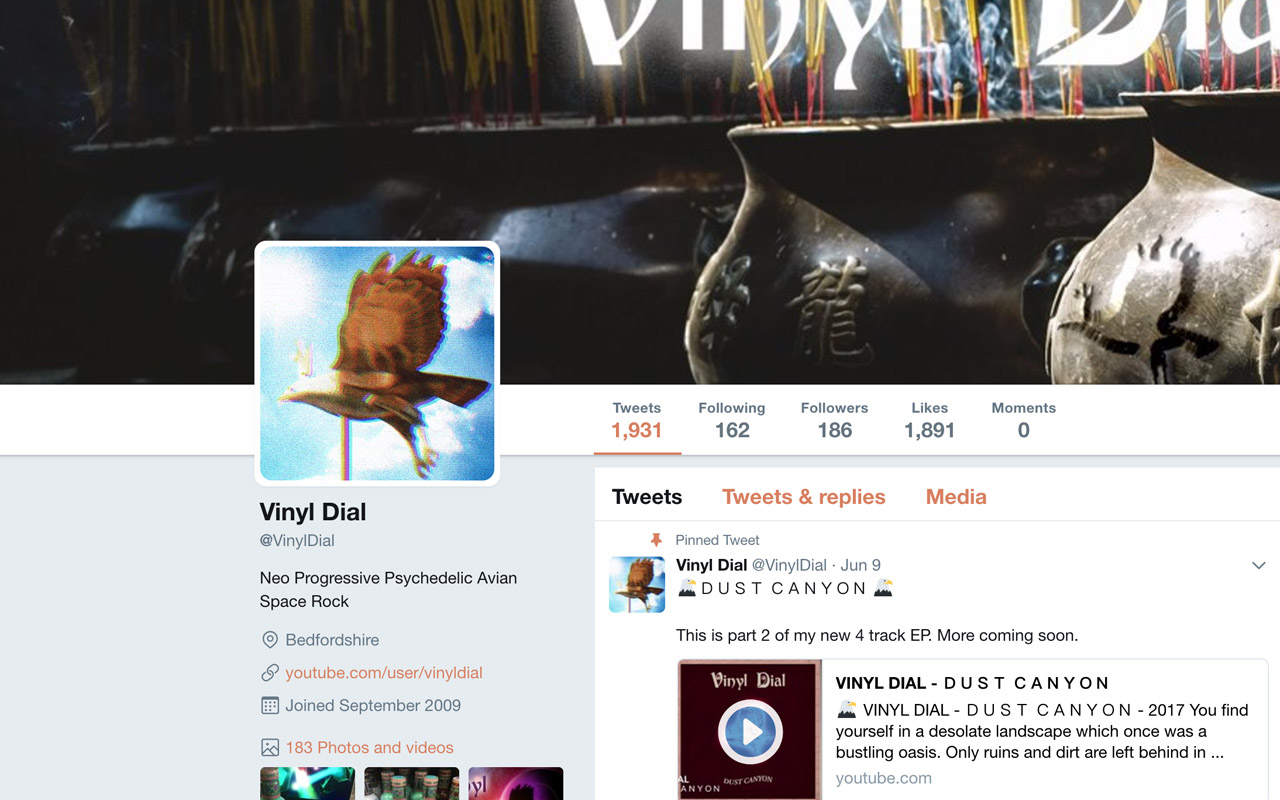 Vinyl Dial
龍
Tweets
1,931
Following
162
Followers
186
Likes
1,891
Moments
0
Vinyl Dial
@VinylDial
Neo Progressive Psychedelic Avian
Space Rock
Bedfordshire
youtube.com/user/vinyldial
Joined September 2009
183 Photos and videos
Tweets
Tweets & replies
Media
Pinned Tweet
Vinyl Dial @VinylDial · Jun 9
🦅 D U S T C A N Y O N 🦅
This is part 2 of my new 4 track EP. More coming soon.
Vinyl Dial
DUST CANYON
AL
ANYON
VINYL DIAL - D U S T C A N Y O N
🦅 VINYL DIAL - D U S T C A N Y O N - 2017 You find
yourself in a desolate landscape which once was a
bustling oasis. Only ruins and dirt are left behind in ...
youtube.com